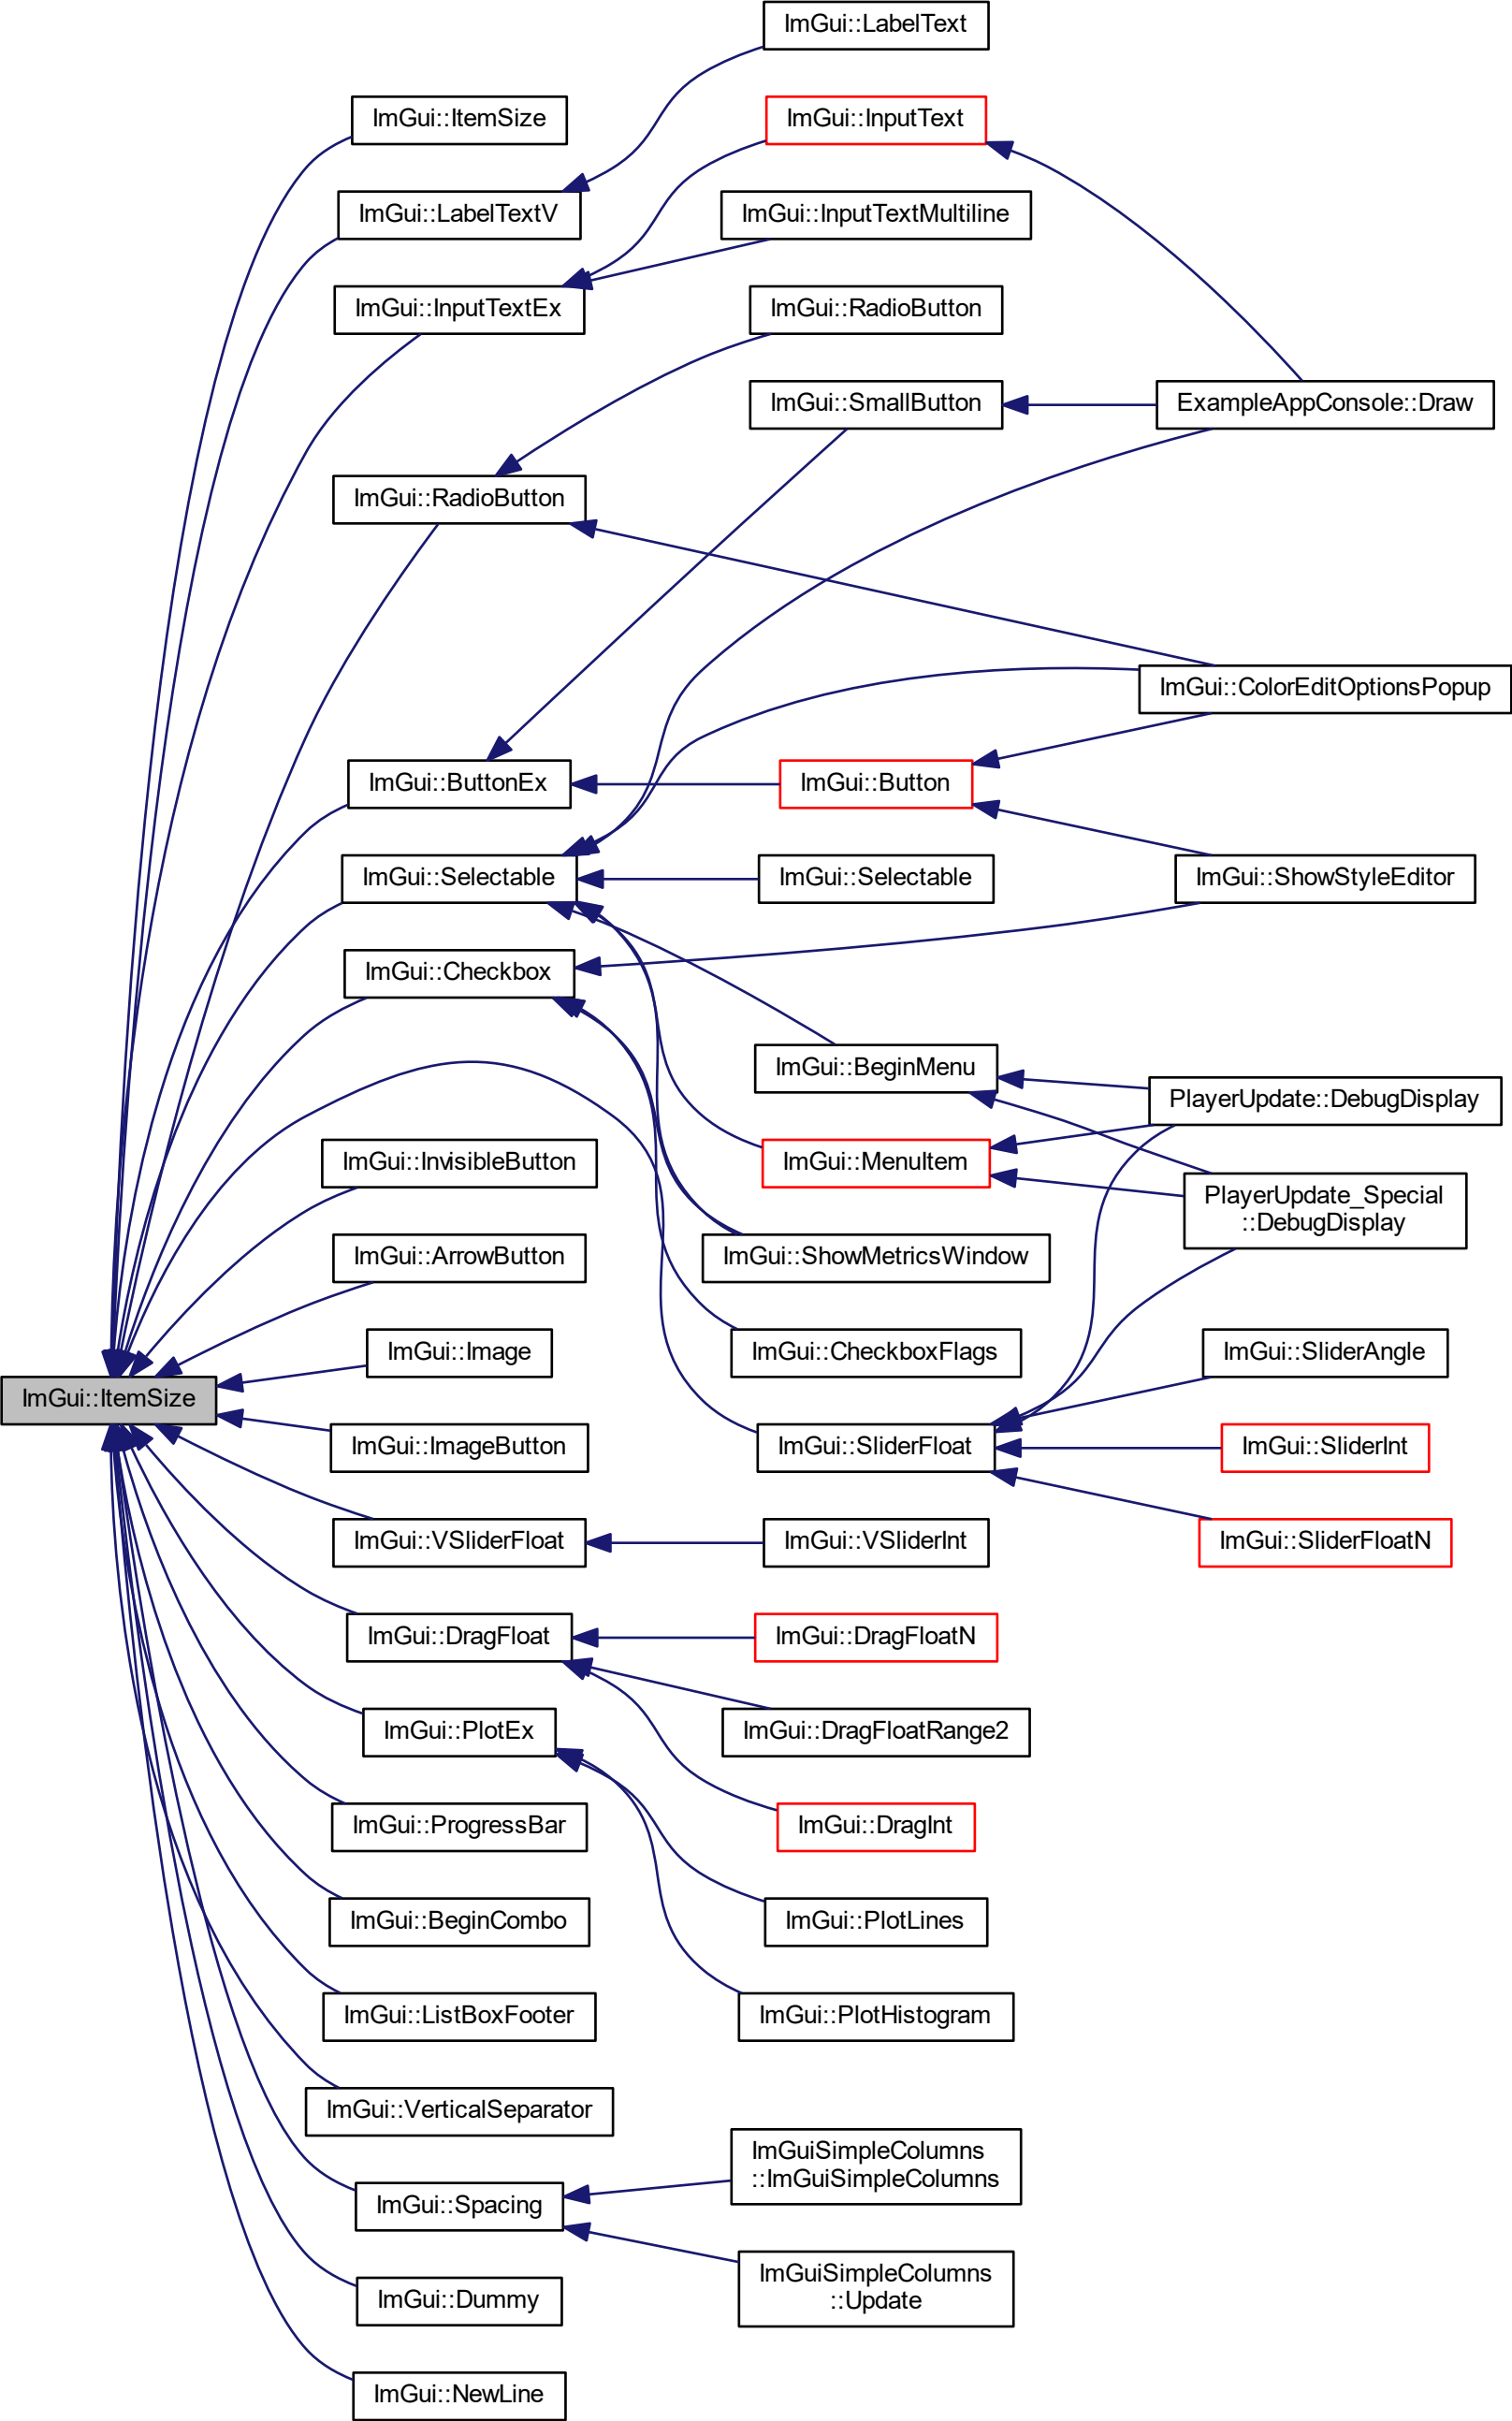 ImGui::LabelText
ImGui::ItemSize
ImGui::InputText
ImGui::LabelTextV
ImGui::InputTextMultiline
ImGui::InputTextEx
ImGui::RadioButton
ImGui::SmallButton
ExampleAppConsole::Draw
ImGui::RadioButton
ImGui::ColorEditOptionsPopup
ImGui::ButtonEx
ImGui::Button
ImGui::Selectable
ImGui::Selectable
ImGui::ShowStyleEditor
ImGui::Checkbox
ImGui::BeginMenu
PlayerUpdate::DebugDisplay
ImGui::InvisibleButton
ImGui::MenuItem
PlayerUpdate_Special
::DebugDisplay
ImGui::ArrowButton
ImGui::ShowMetricsWindow
ImGui::Image
ImGui::CheckboxFlags
ImGui::SliderAngle
ImGui::ItemSize
ImGui::ImageButton
ImGui::SliderFloat
ImGui::SliderInt
ImGui::VSliderFloat
ImGui::VSliderInt
ImGui::SliderFloatN
ImGui::DragFloat
ImGui::DragFloatN
ImGui::PlotEx
ImGui::DragFloatRange2
ImGui::ProgressBar
ImGui::DragInt
ImGui::BeginCombo
ImGui::PlotLines
ImGui::ListBoxFooter
ImGui::PlotHistogram
ImGui::VerticalSeparator
ImGuiSimpleColumns
::ImGuiSimpleColumns
ImGui::Spacing
ImGuiSimpleColumns
::Update
ImGui::Dummy
ImGui::NewLine